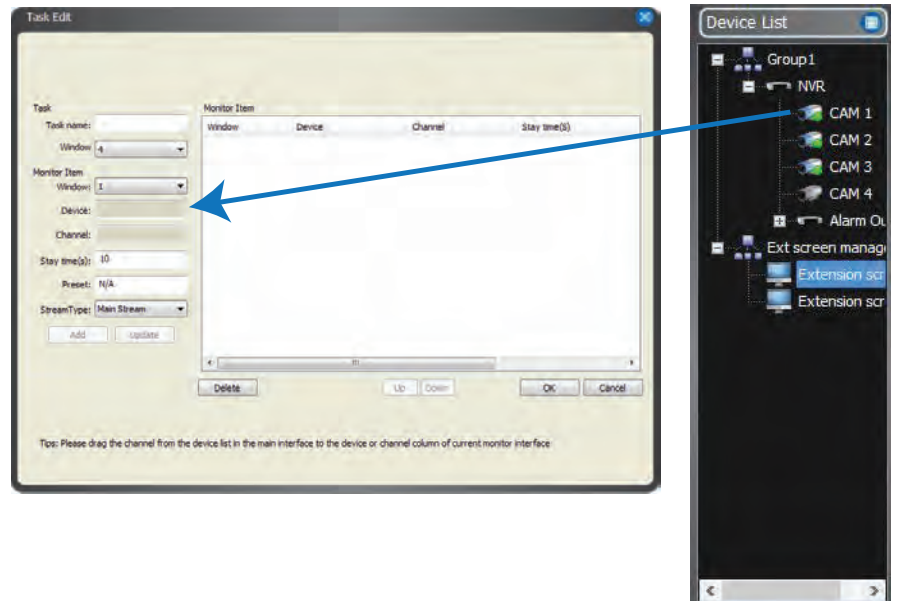 Task Edit
Task
Task name:
Window
4
Monitor Item
Window:
1
Device:
Channel:
Stay time(s):
10
Preset:
N/A
StreamType:
Main Stream
Add
Update
Monitor Item
Window Device Channel Stay time(S)
Delete
Up
Down
OK
Cancel
Tips: Please drag the channel from the device list in the main interface to the device or channel column of current monitor interface
Device List
Group1
NVR
CAM 1
CAM 2
CAM 3
CAM 4
Alarm Ou
Ext screen manage
Extension scr
Extension scr